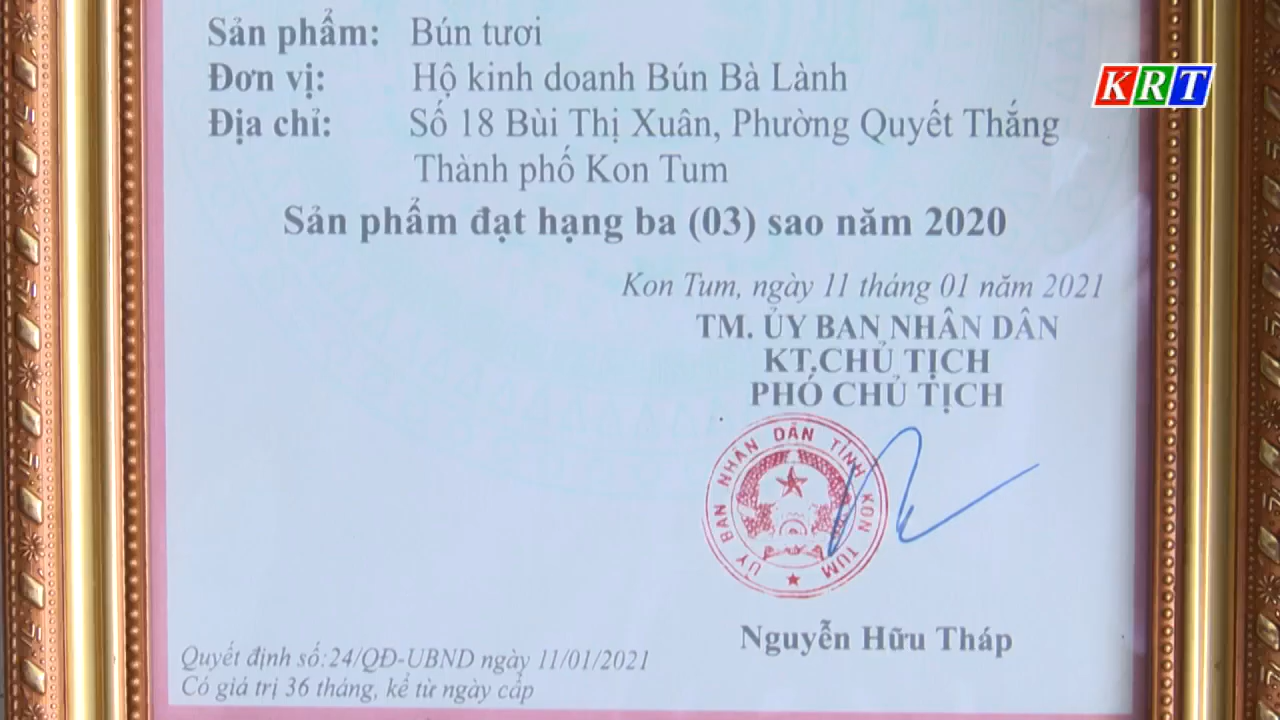 Sản phẩm: Bún tươi
KRT
Đơn vị: Hộ kinh doanh Bún Bà Lành
Địa chỉ: Số 18 Bùi Thị Xuân, Phường Quyết Thắng
Thành phố Kon Tum
Sản phẩm đạt hạng ba (03) sao năm 2020
Kon Tum, ngày 11 tháng 01 năm 2021
TM. ỦY BAN NHÂN DÂN
KT.CHỦ TỊCH
PHÓ CHỦ TỊCH
ỦY BAN NHÂN DÂN TỈNH KON TUM
Nguyễn Hữu Tháp
Quyết định số:24/QĐ-UBND ngày 11/01/2021
Có giá trị 36 tháng, kể từ ngày cấp